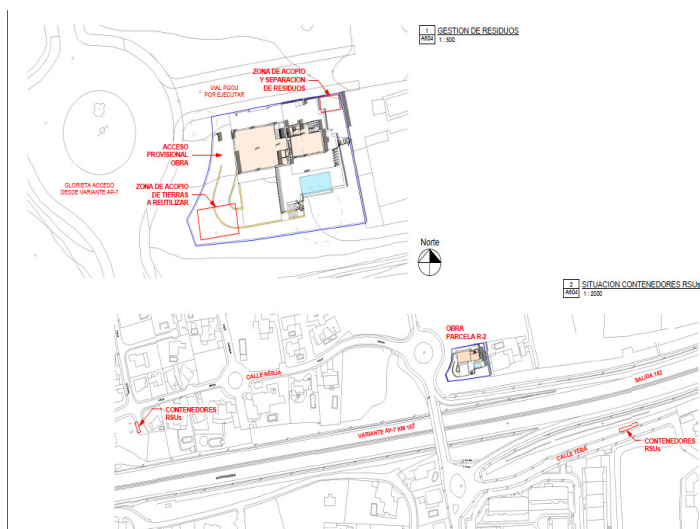 1 GESTION DE RESIDUOS
A604 1 : 500
ZONA DE ACOPIO
Y SEPARACION
DE RESIDUOS
VIAL PGOU
POR EJECUTAR
ACCESO
PROVISIONAL
OBRA
GLORIETA ACCESO
DESDE VARIANTE AP-7
ZONA DE ACOPIO
DE TIERRAS
A REUTILIZAR
Norte
2 SITUACION CONTENEDORES RSUs
A604 1 : 2000
OBRA
PARCELA R-2
CALLE NERJA
SALIDA 182
CONTENEDORES
RSUs
VARIANTE AP-7 KM 182
CONTENEDORES
RSUs
CALLE TEBA